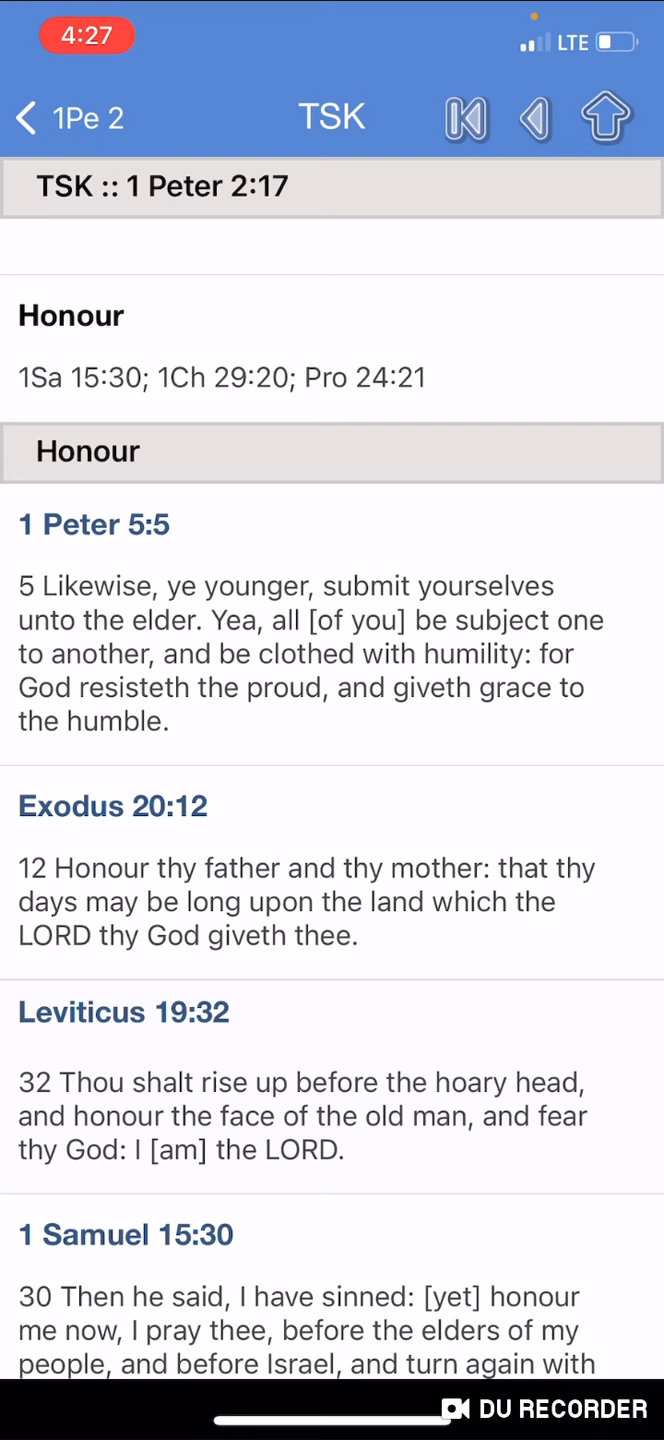 4:27
LTE
1Pe 2
TSK
TSK :: 1 Peter 2:17
Honour
1Sa 15:30; 1Ch 29:20; Pro 24:21
Honour
1 Peter 5:5
5 Likewise, ye younger, submit yourselves
unto the elder. Yea, all [of you] be subject one
to another, and be clothed with humility: for
God resisteth the proud, and giveth grace to
the humble.
Exodus 20:12
12 Honour thy father and thy mother: that thy
days may be long upon the land which the
LORD thy God giveth thee.
Leviticus 19:32
32 Thou shalt rise up before the hoary head,
and honour the face of the old man, and fear
thy God: I [am] the LORD.
1 Samuel 15:30
30 Then he said, I have sinned: [yet] honour
me now, I pray thee, before the elders of my
people, and before Israel, and turn again with
DU RECORDER